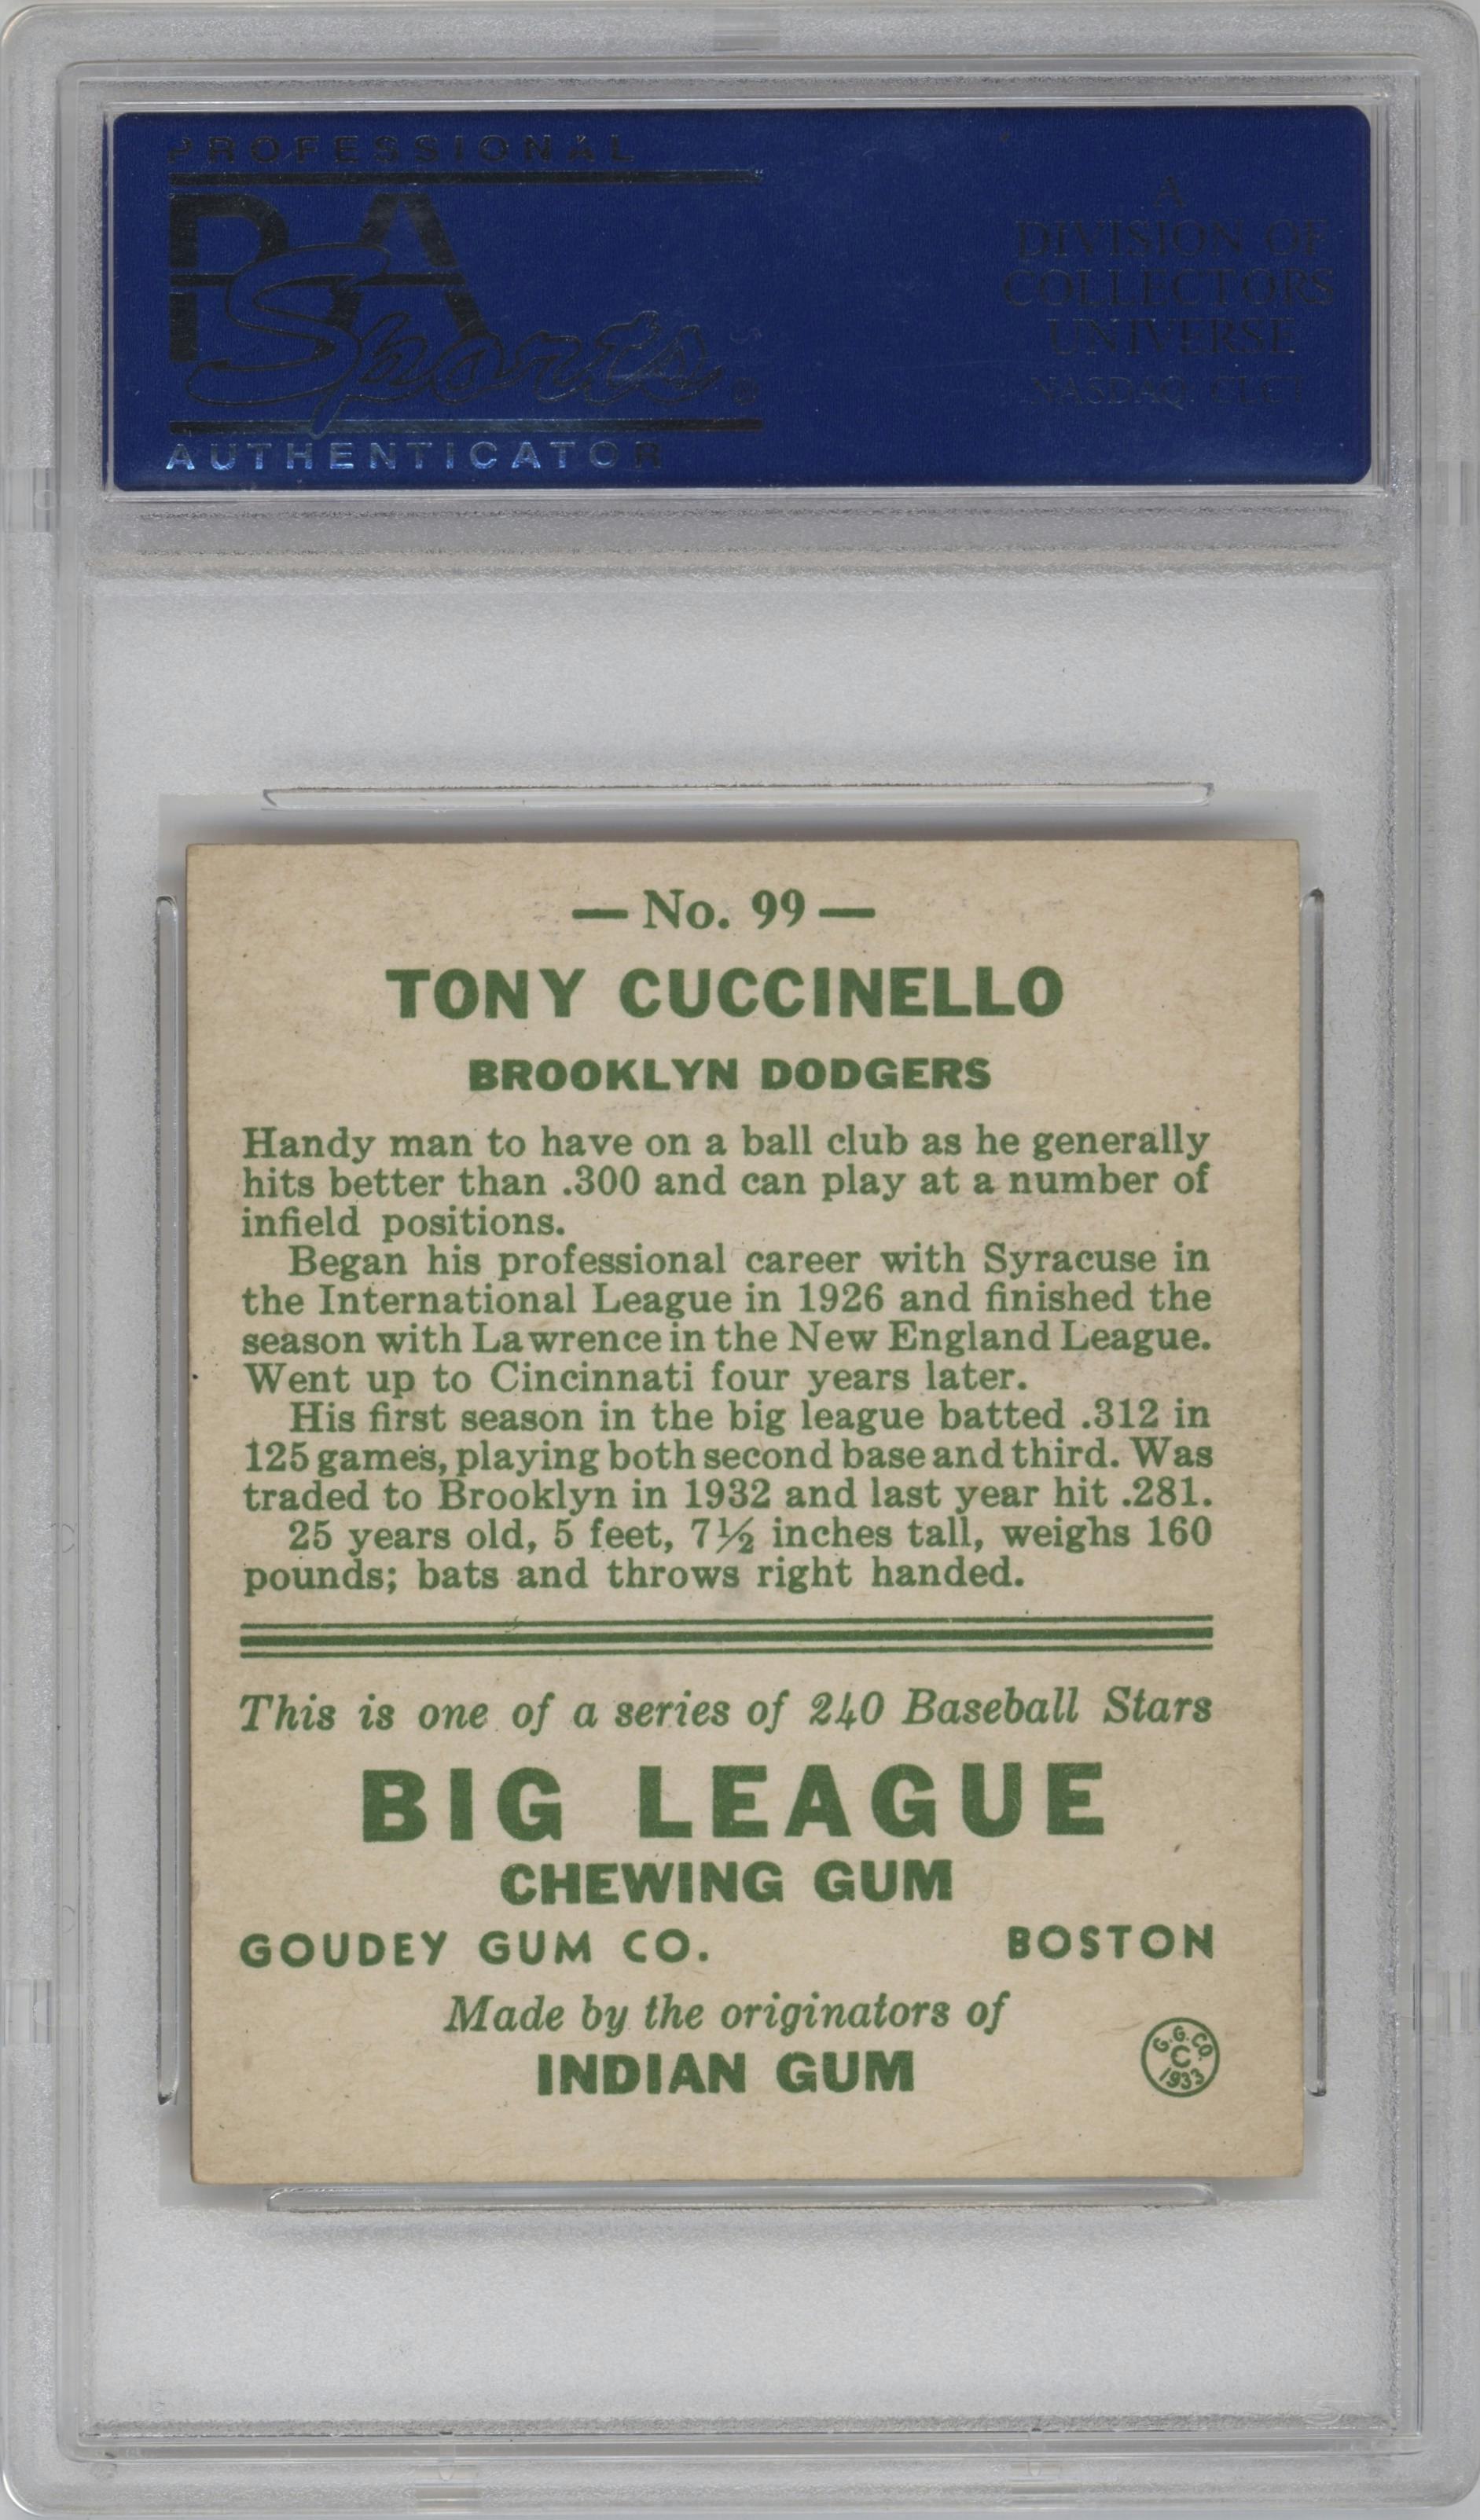 PROFESSIONAL
PSA
Sports
AUTHENTICATOR
A
DIVISION OF
COLLECTORS
UNIVERSE
NASDAQ: CLCT
— No. 99 —
TONY CUCCINELLO
BROOKLYN DODGERS
Handy man to have on a ball club as he generally
hits better than .300 and can play at a number of
infield positions.
Began his professional career with Syracuse in
the International League in 1926 and finished the
season with Lawrence in the New England League.
Went up to Cincinnati four years later.
His first season in the big league batted .312 in
125 games, playing both second base and third. Was
traded to Brooklyn in 1932 and last year hit .281.
25 years old, 5 feet, 7½ inches tall, weighs 160
pounds; bats and throws right handed.
This is one of a series of 240 Baseball Stars
BIG LEAGUE
CHEWING GUM
GOUDEY GUM CO. BOSTON
Made by the originators of
INDIAN GUM
G.G.CO.
C
1933